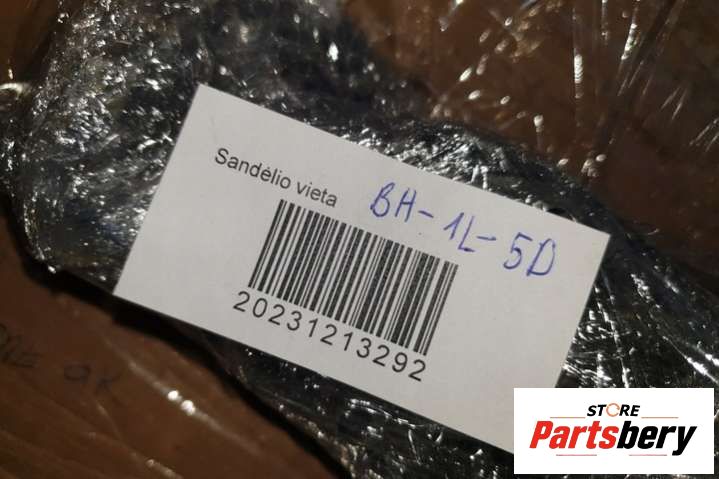 Sandėlio vieta BH-1L-5D
20231213292
STORE
Partsbery